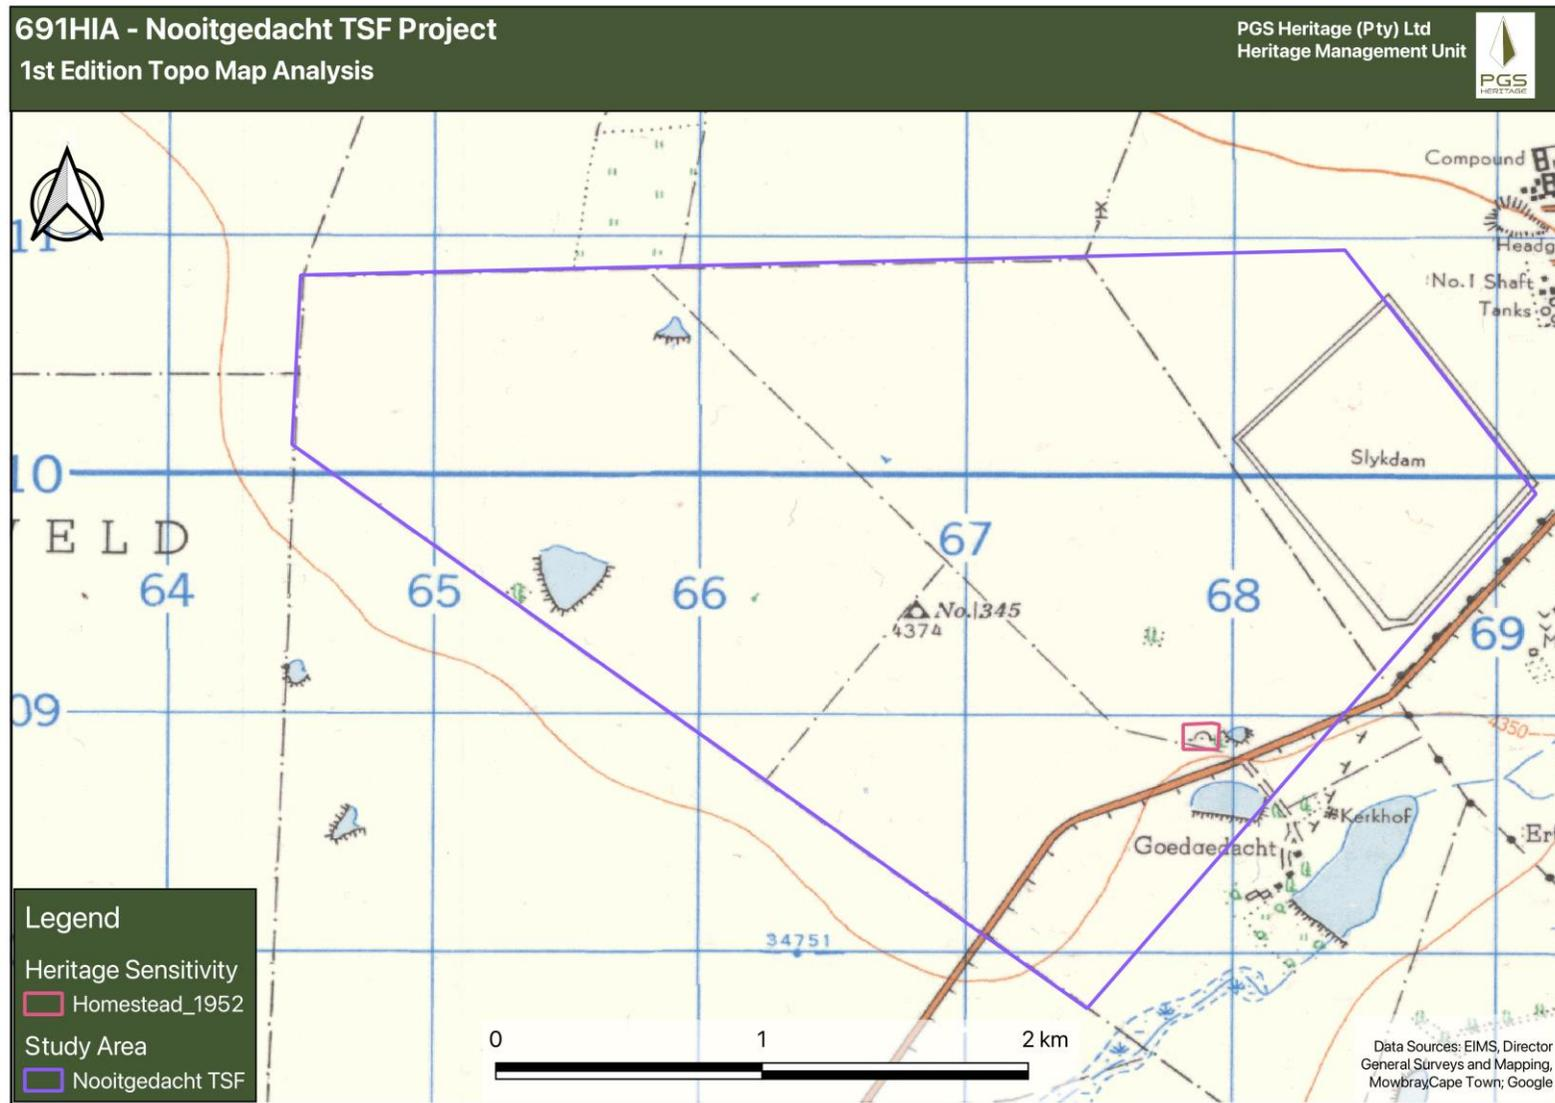 691HIA - Nooitgedacht TSF Project
1st Edition Topo Map Analysis
PGS Heritage (Pty) Ltd
Heritage Management Unit
PGS
HERITAGE
Compound
11
Headg
No.1 Shaft
Tanks
10
Slykdam
ELD
64
65
66
67
68
69
No. 345
4374
09
4350
Kerkhof
Goedgedacht
Er
34751
Legend
Heritage Sensitivity
Homestead_1952
Study Area
Nooitgedacht TSF
0 1 2 km
Data Sources: EIMS, Director
General Surveys and Mapping,
Mowbray,Cape Town; Google